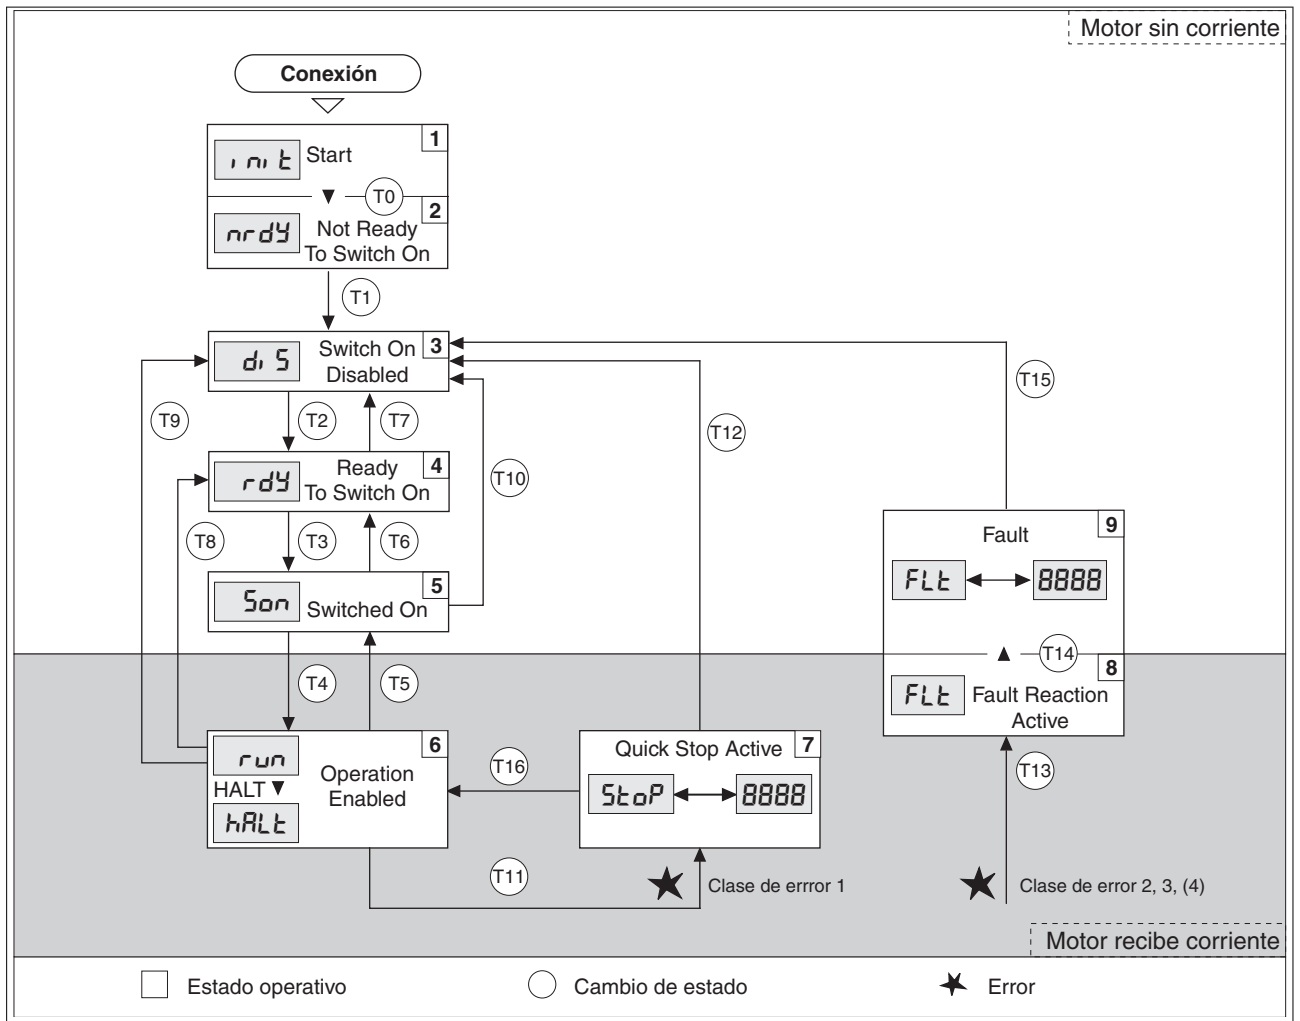 Motor sin corriente
Conexión
1
init Start
T0
2
nrdy Not Ready
To Switch On
T1
3
diS Switch On
Disabled
T15
T9
T2
T7
T12
4
rdy Ready
To Switch On
T10
T8
T3
T6
5
Son Switched On
9
Fault
FLt 8888
T14
8
FLt Fault Reaction
Active
T4
T5
6
run
HALT
hALt
Operation
Enabled
T16
Quick Stop Active 7
StoP 8888
T13
T11
Clase de errror 1
Clase de error 2, 3, (4)
Motor recibe corriente
Estado operativo
Cambio de estado
Error